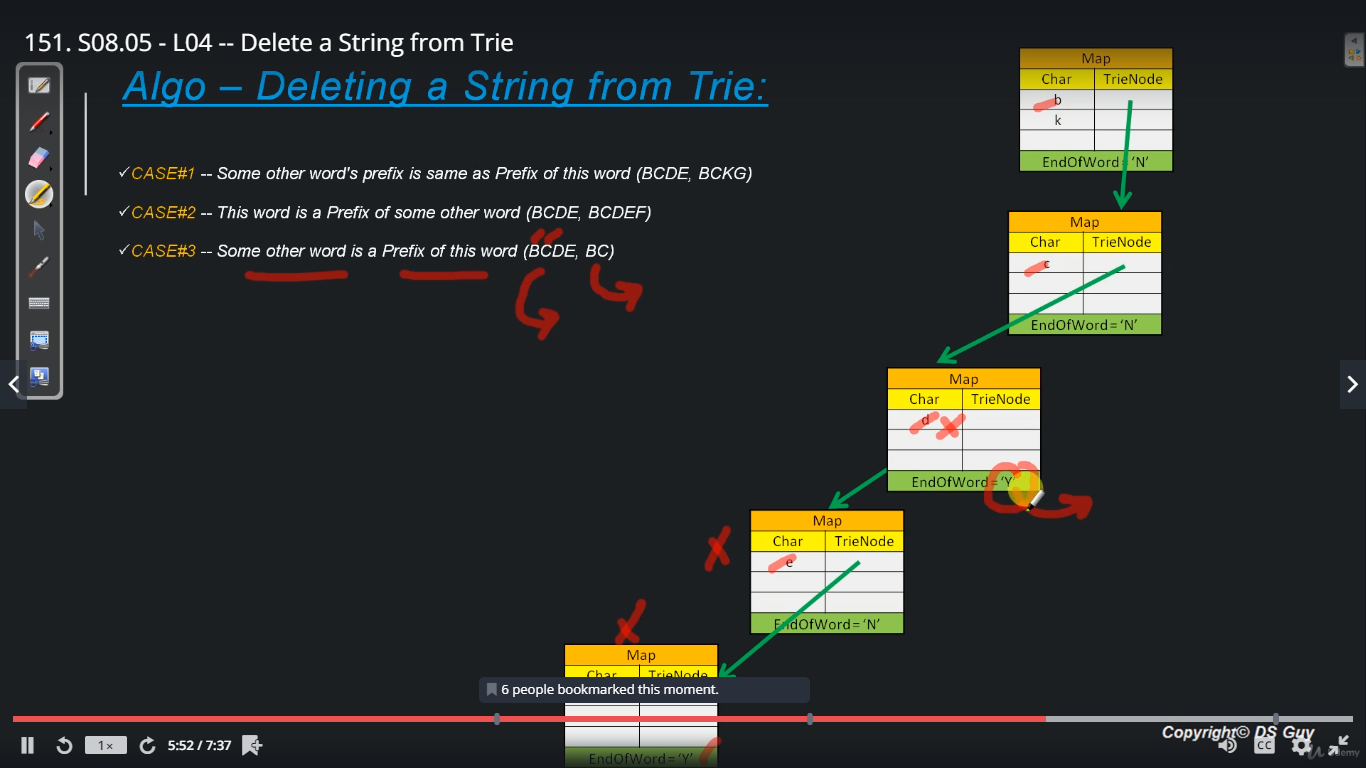 151. S08.05 - L04 -- Delete a String from Trie
Algo – Deleting a String from Trie:
✓CASE#1 -- Some other word's prefix is same as Prefix of this word (BCDE, BCKG)
✓CASE#2 -- This word is a Prefix of some other word (BCDE, BCDEF)
✓CASE#3 -- Some other word is a Prefix of this word (BCDE, BC)
Map
Char TrieNode
b
k
EndOfWord = ‘N’
Map
Char TrieNode
c
EndOfWord = ‘N’
Map
Char TrieNode
d
EndOfWord = ‘Y’
Map
Char TrieNode
e
EndOfWord = ‘N’
Map
Char TrieNode
EndOfWord = ‘Y’
6 people bookmarked this moment.
Copyright© DS Guy
1x
5:52 / 7:37
CC